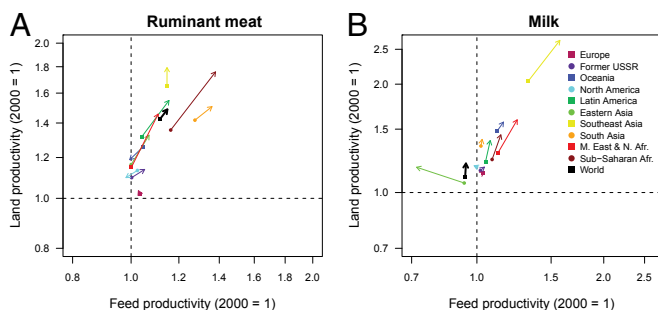 A
Ruminant meat
Land productivity (2000 = 1)
2.0
1.8
1.6
1.4
1.2
1.0
0.8
0.8
1.0
1.2
1.4
1.6
1.8
2.0
Feed productivity (2000 = 1)
B
Milk
Land productivity (2000 = 1)
2.5
2.0
1.5
1.0
0.7
0.7
1.0
1.5
2.0
2.5
Feed productivity (2000 = 1)
Europe
Former USSR
Oceania
North America
Latin America
Eastern Asia
Southeast Asia
South Asia
M. East & N. Afr.
Sub−Saharan Afr.
World